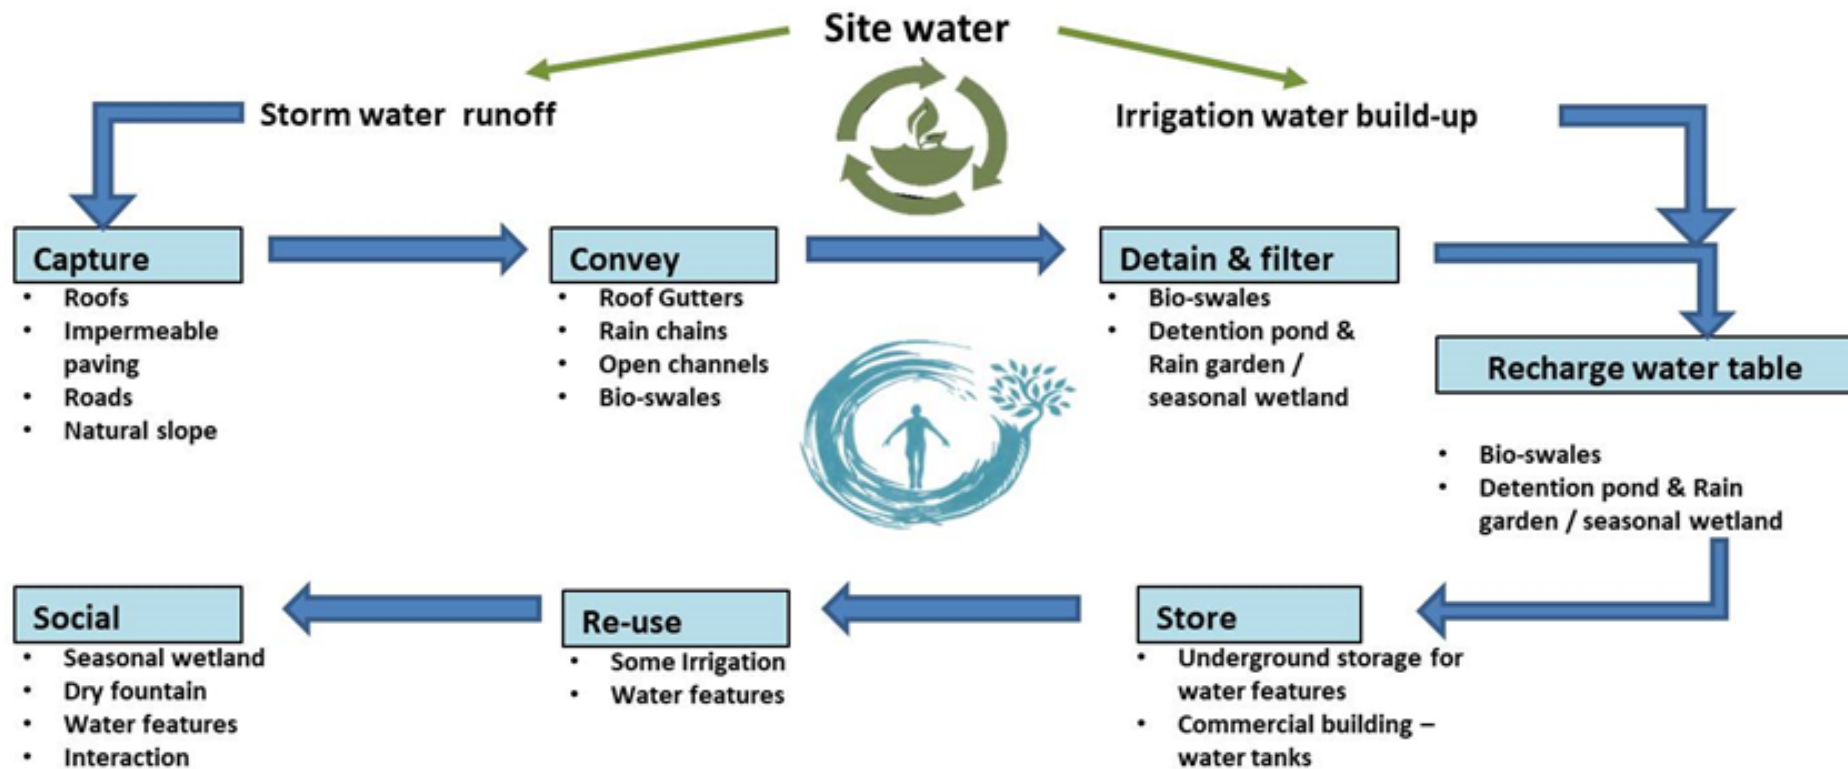 Site water
Storm water runoff
Irrigation water build-up
Capture
• Roofs
• Impermeable
paving
• Roads
• Natural slope
Convey
• Roof Gutters
• Rain chains
• Open channels
• Bio-swales
Detain & filter
• Bio-swales
• Detention pond &
Rain garden /
seasonal wetland
Recharge water table
• Bio-swales
• Detention pond & Rain
garden / seasonal wetland
Store
• Underground storage for
water features
• Commercial building –
water tanks
Re-use
• Some Irrigation
• Water features
Social
• Seasonal wetland
• Dry fountain
• Water features
• Interaction